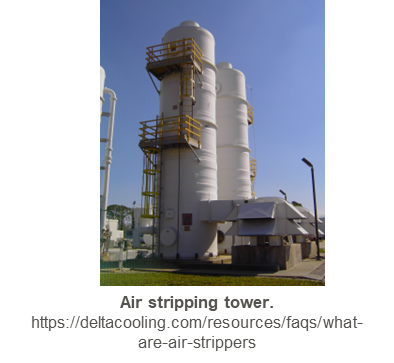 Air stripping tower.
https://deltacooling.com/resources/faqs/what-
are-air-strippers